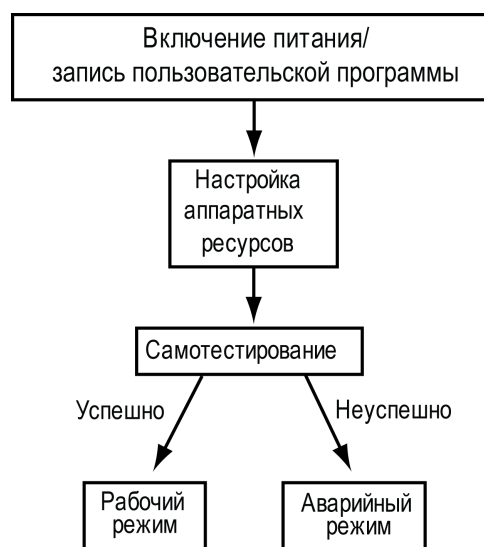 Включение питания/
запись пользовательской программы
Настройка
аппаратных
ресурсов
Самотестирование
Успешно
Неуспешно
Рабочий
режим
Аварийный
режим